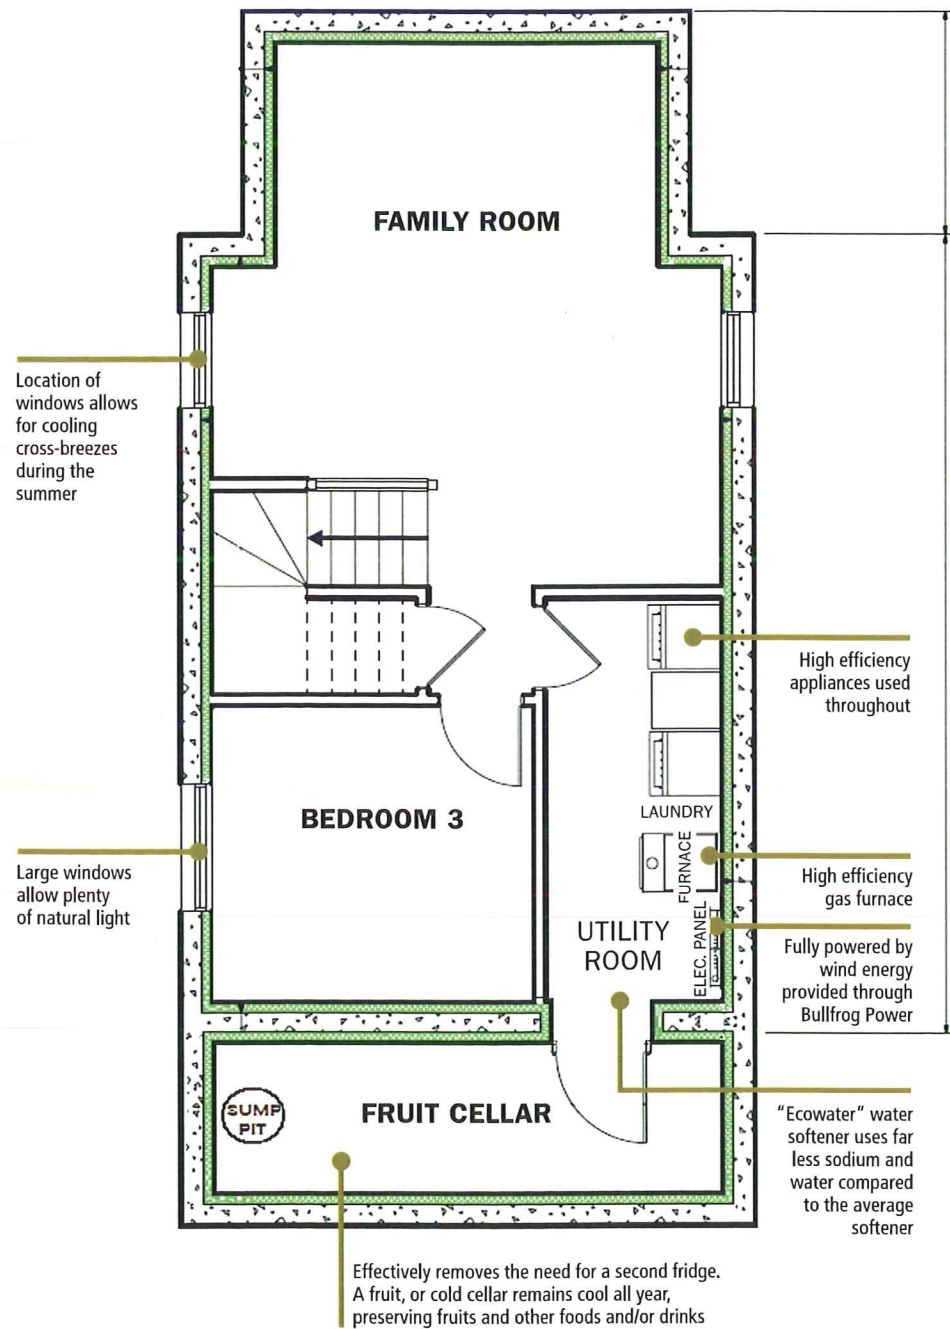 FAMILY ROOM
Location of
windows allows
for cooling
cross-breezes
during the
summer
High efficiency
appliances used
throughout
LAUNDRY
BEDROOM 3
FURNACE
Large windows
allow plenty
of natural light
High efficiency
gas furnace
UTILITY
ROOM
ELEC. PANEL
Fully powered by
wind energy
provided through
Bullfrog Power
SUMP
PIT
FRUIT CELLAR
"Ecowater" water
softener uses far
less sodium and
water compared
to the average
softener
Effectively removes the need for a second fridge.
A fruit, or cold cellar remains cool all year,
preserving fruits and other foods and/or drinks